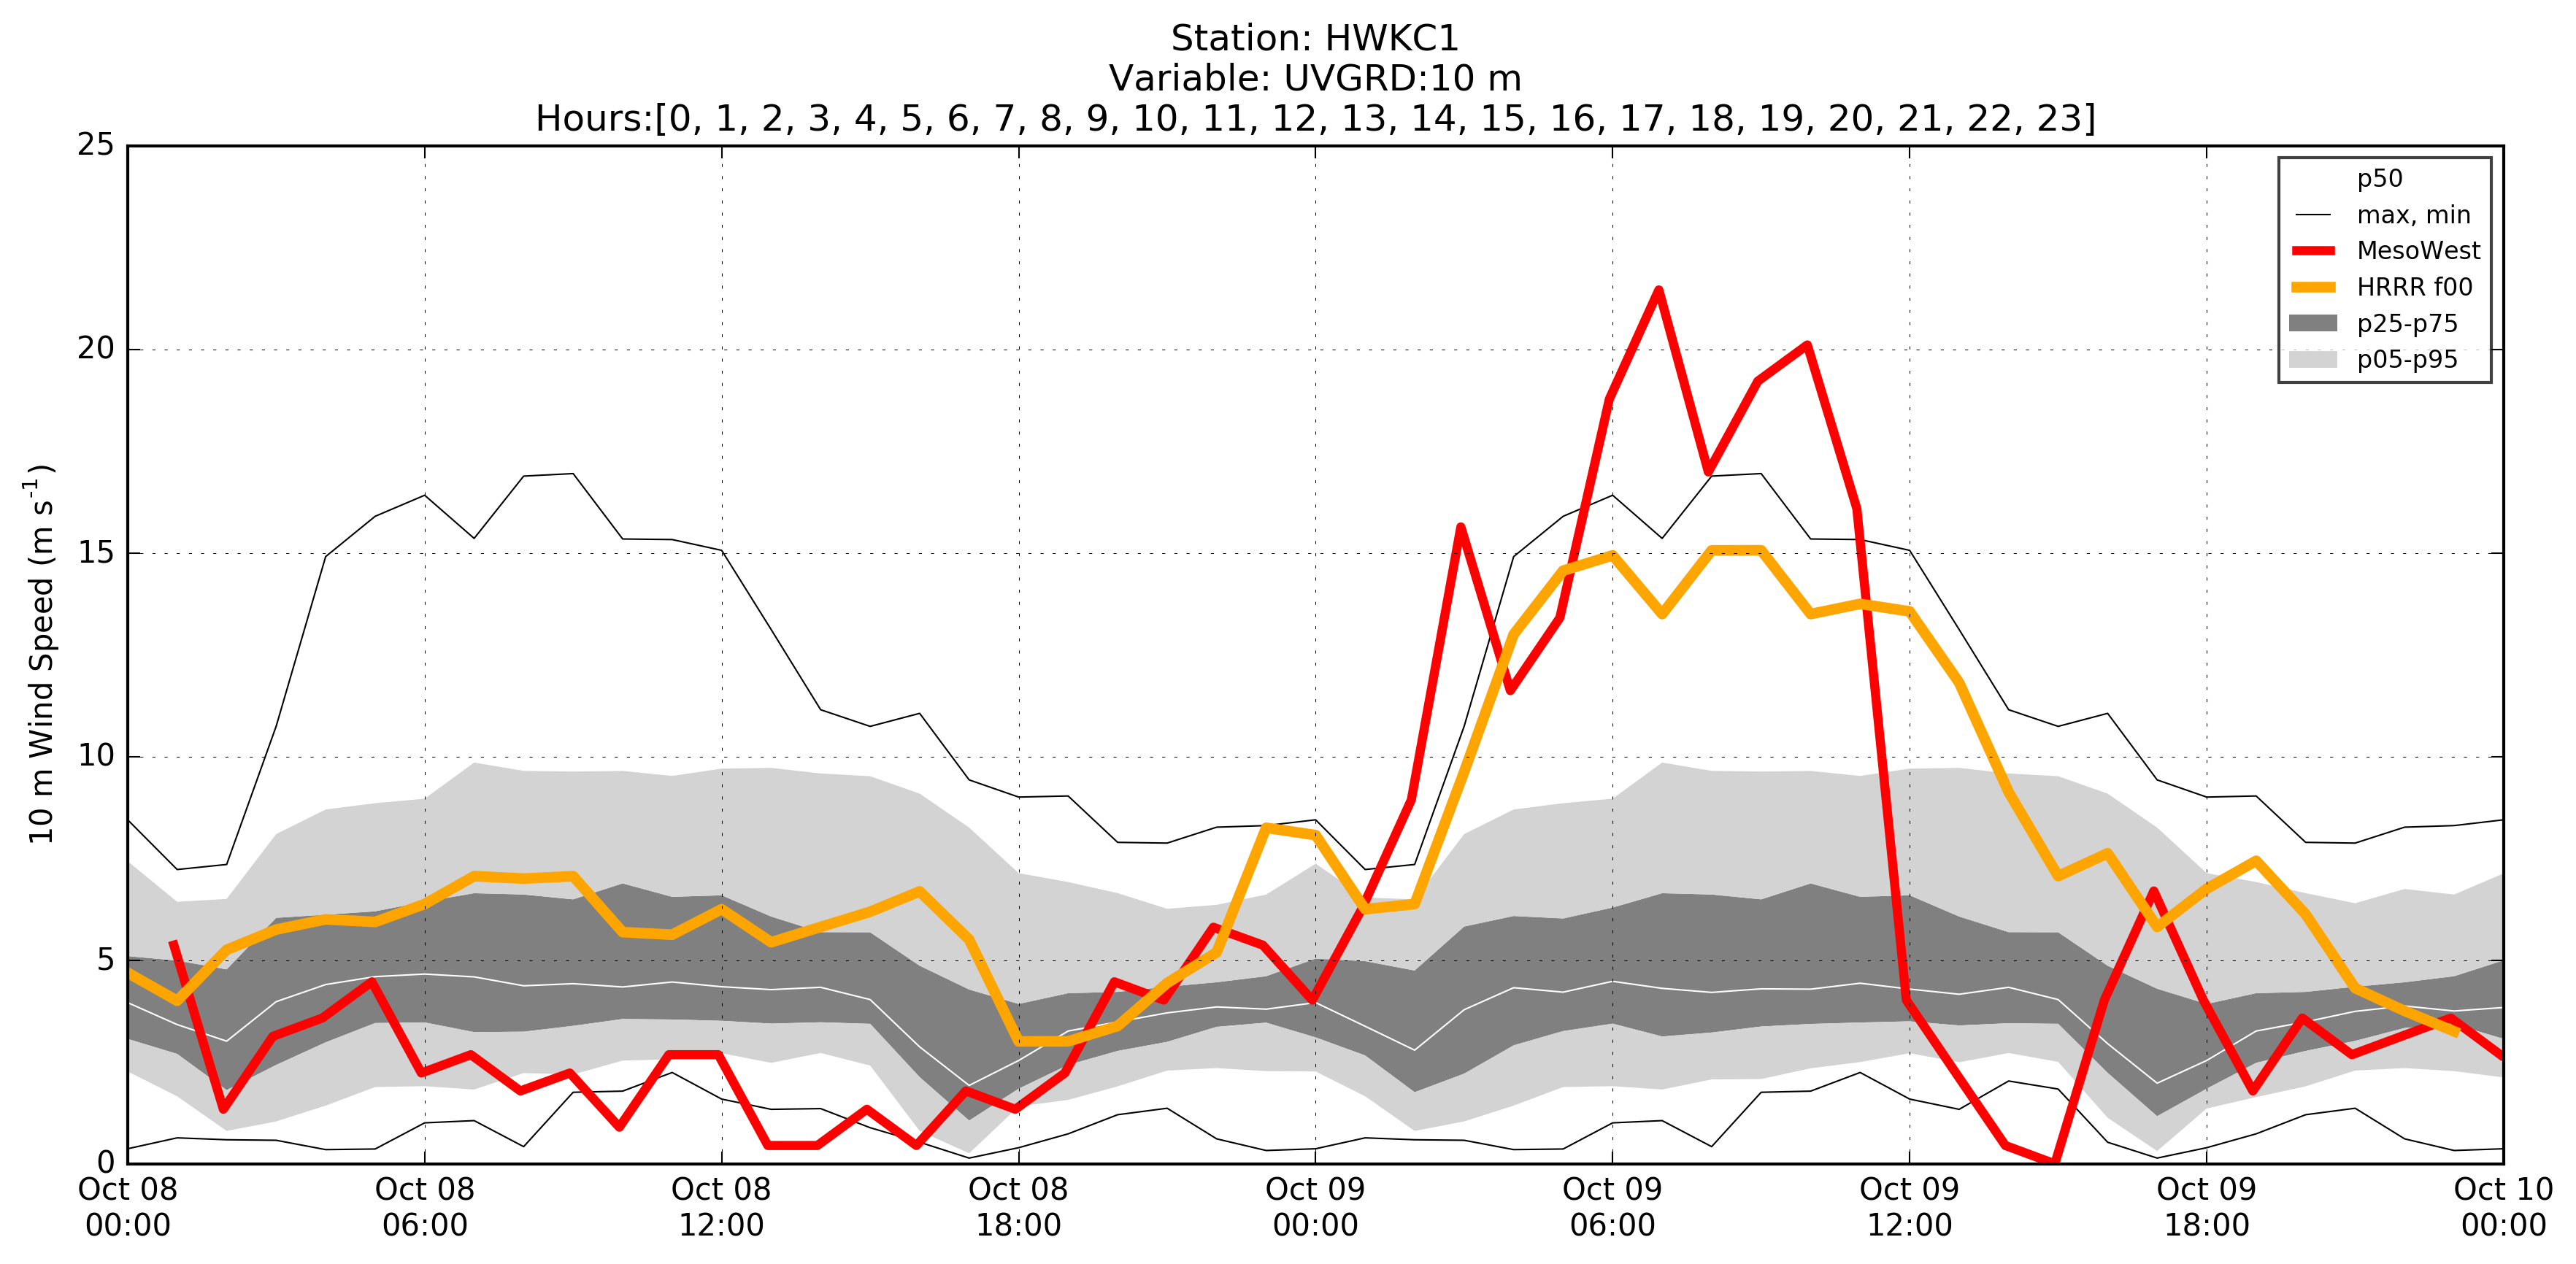 Station: HWKC1
Variable: UVGRD:10 m
Hours:[0, 1, 2, 3, 4, 5, 6, 7, 8, 9, 10, 11, 12, 13, 14, 15, 16, 17, 18, 19, 20, 21, 22, 23]
25
20
15
10
5
0
10 m Wind Speed (m s⁻¹)
p50
max, min
MesoWest
HRRR f00
p25-p75
p05-p95
Oct 08
00:00
Oct 08
06:00
Oct 08
12:00
Oct 08
18:00
Oct 09
00:00
Oct 09
06:00
Oct 09
12:00
Oct 09
18:00
Oct 10
00:00